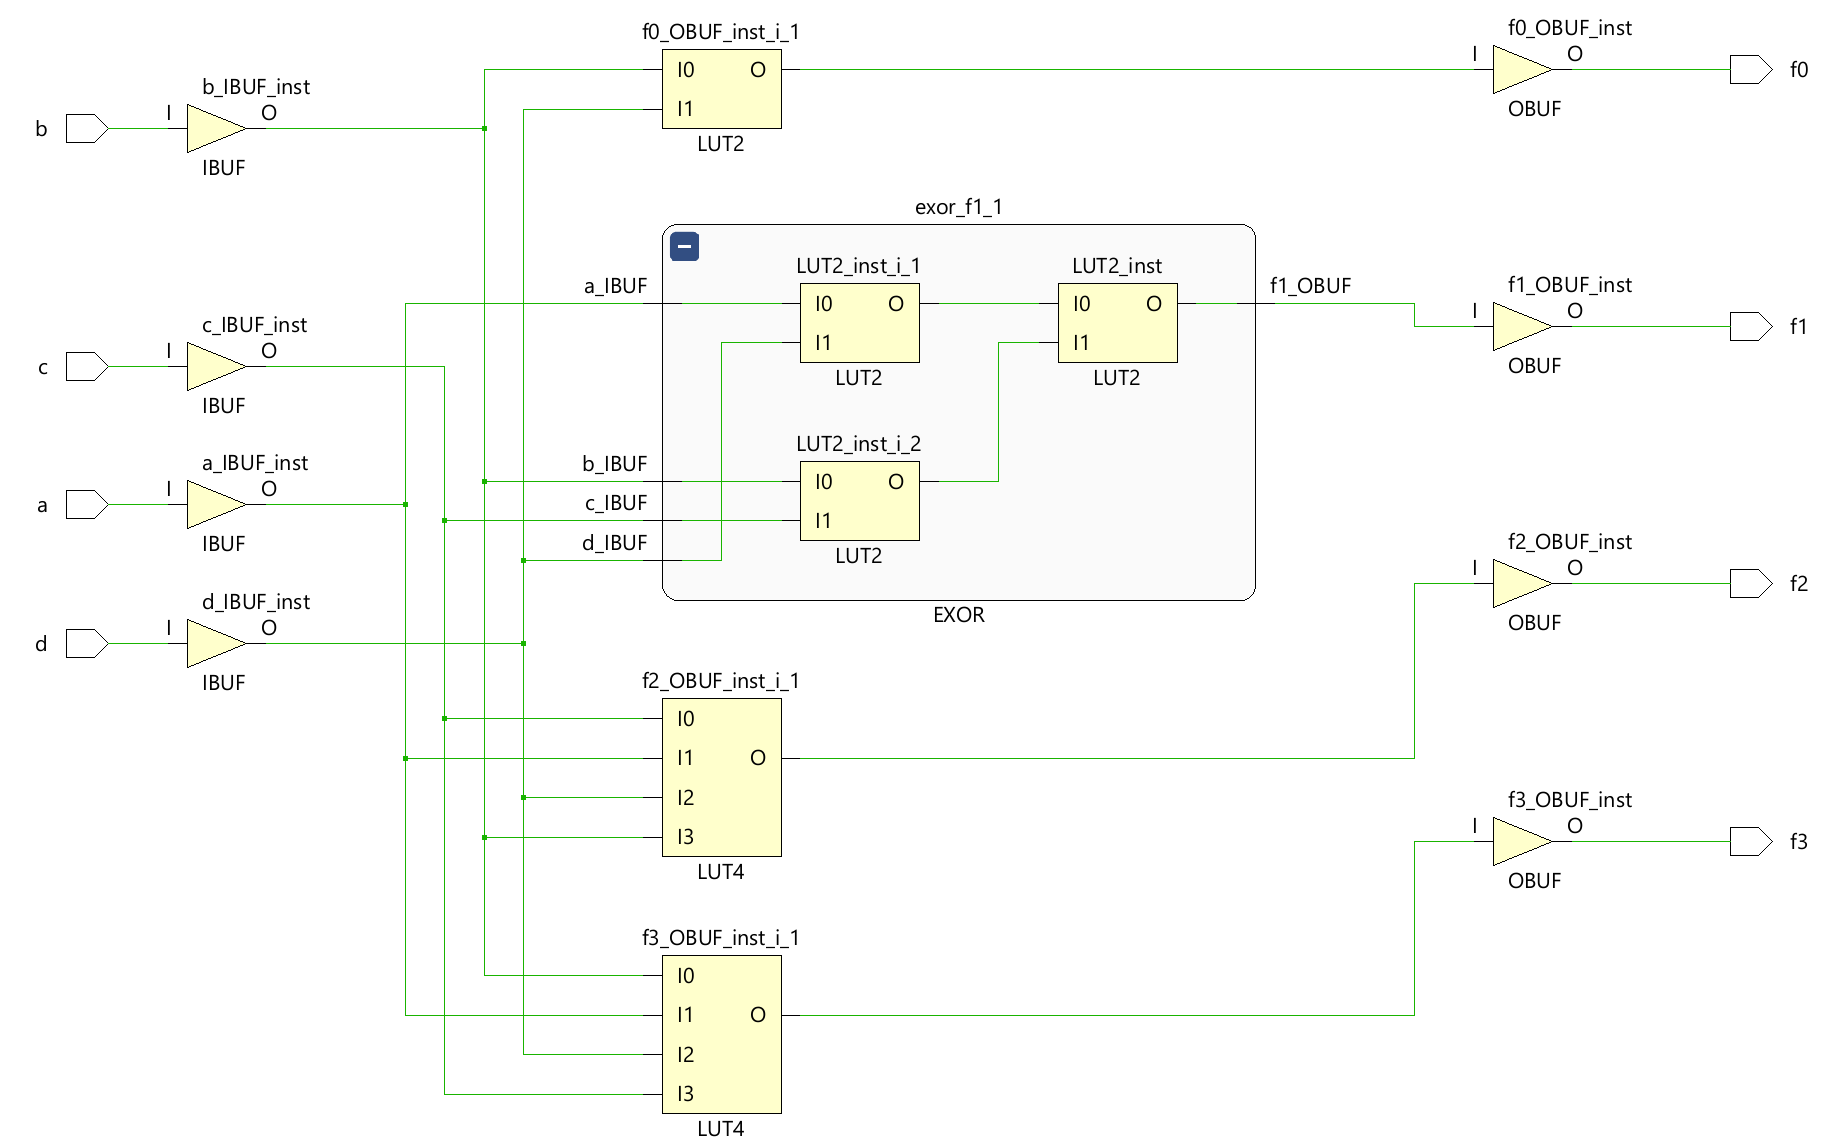 f0_OBUF_inst_i_1
I0 O
I1
LUT2
f0_OBUF_inst
I O
OBUF
f0
b_IBUF_inst
b
I O
IBUF
exor_f1_1
a_IBUF
LUT2_inst_i_1
I0 O
I1
LUT2
LUT2_inst
I0 O
I1
LUT2
f1_OBUF
f1_OBUF_inst
I O
OBUF
f1
c_IBUF_inst
c
I O
IBUF
a_IBUF_inst
a
I O
IBUF
b_IBUF
c_IBUF
d_IBUF
LUT2_inst_i_2
I0 O
I1
LUT2
EXOR
d_IBUF_inst
d
I O
IBUF
f2_OBUF_inst
I O
OBUF
f2
f2_OBUF_inst_i_1
I0
I1 O
I2
I3
LUT4
f3_OBUF_inst
I O
OBUF
f3
f3_OBUF_inst_i_1
I0
I1 O
I2
I3
LUT4